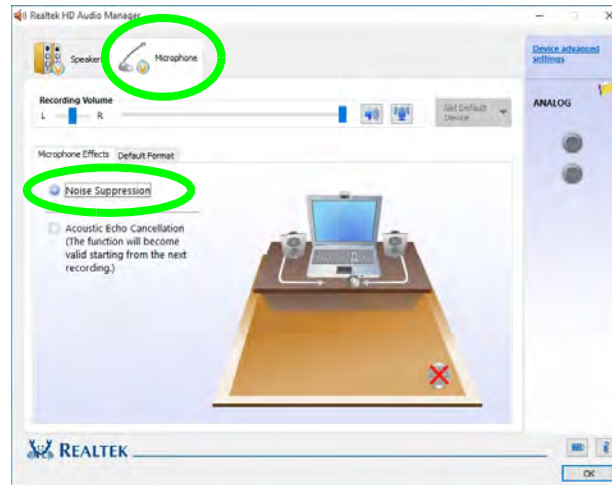 Realtek HD Audio Manager
Speakers
Microphone
Device advanced
settings
Recording Volume
L
R
Set Default
Device
ANALOG
Microphone Effects
Default Format
Noise Suppression
Acoustic Echo Cancellation
(The function will become
valid starting from the next
recording.)
REALTEK
OK